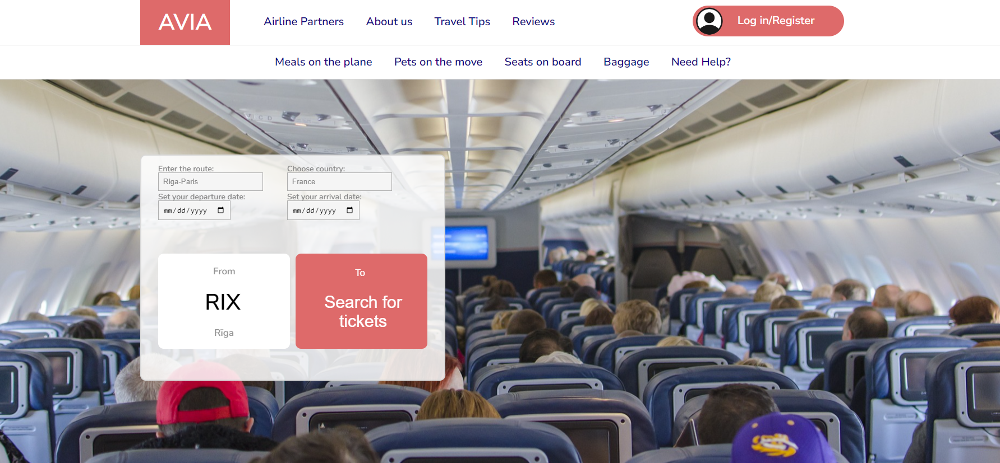 AVIA
Airline Partners
About us
Travel Tips
Reviews
Log in/Register
Meals on the plane
Pets on the move
Seats on board
Baggage
Need Help?
Enter the route:
Choose country:
Riga-Paris
France
Set your departure date:
Set your arrival date:
mm/dd/yyyy
mm/dd/yyyy
From
RIX
Rīga
To
Search for
tickets